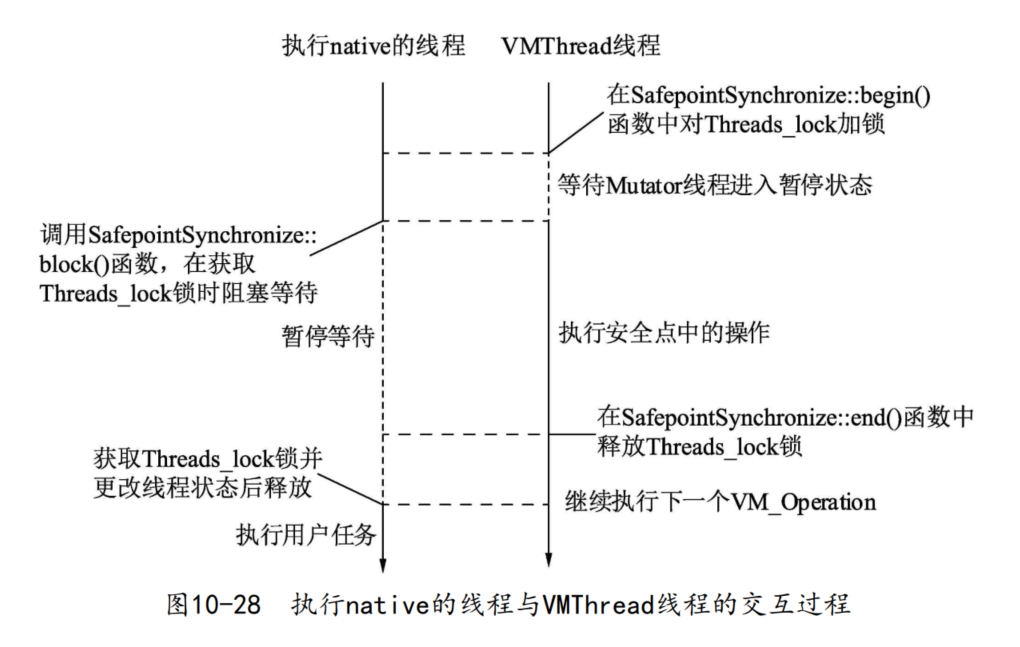 执行native的线程
VMThread线程
在SafepointSynchronize::begin()
函数中对Threads_lock加锁
等待Mutator线程进入暂停状态
调用SafepointSynchronize::
block()函数，在获取
Threads_lock锁时阻塞等待
暂停等待
执行安全点中的操作
在SafepointSynchronize::end()函数中
释放Threads_lock锁
获取Threads_lock锁并
更改线程状态后释放
继续执行下一个VM_Operation
执行用户任务
图10-28 执行native的线程与VMThread线程的交互过程